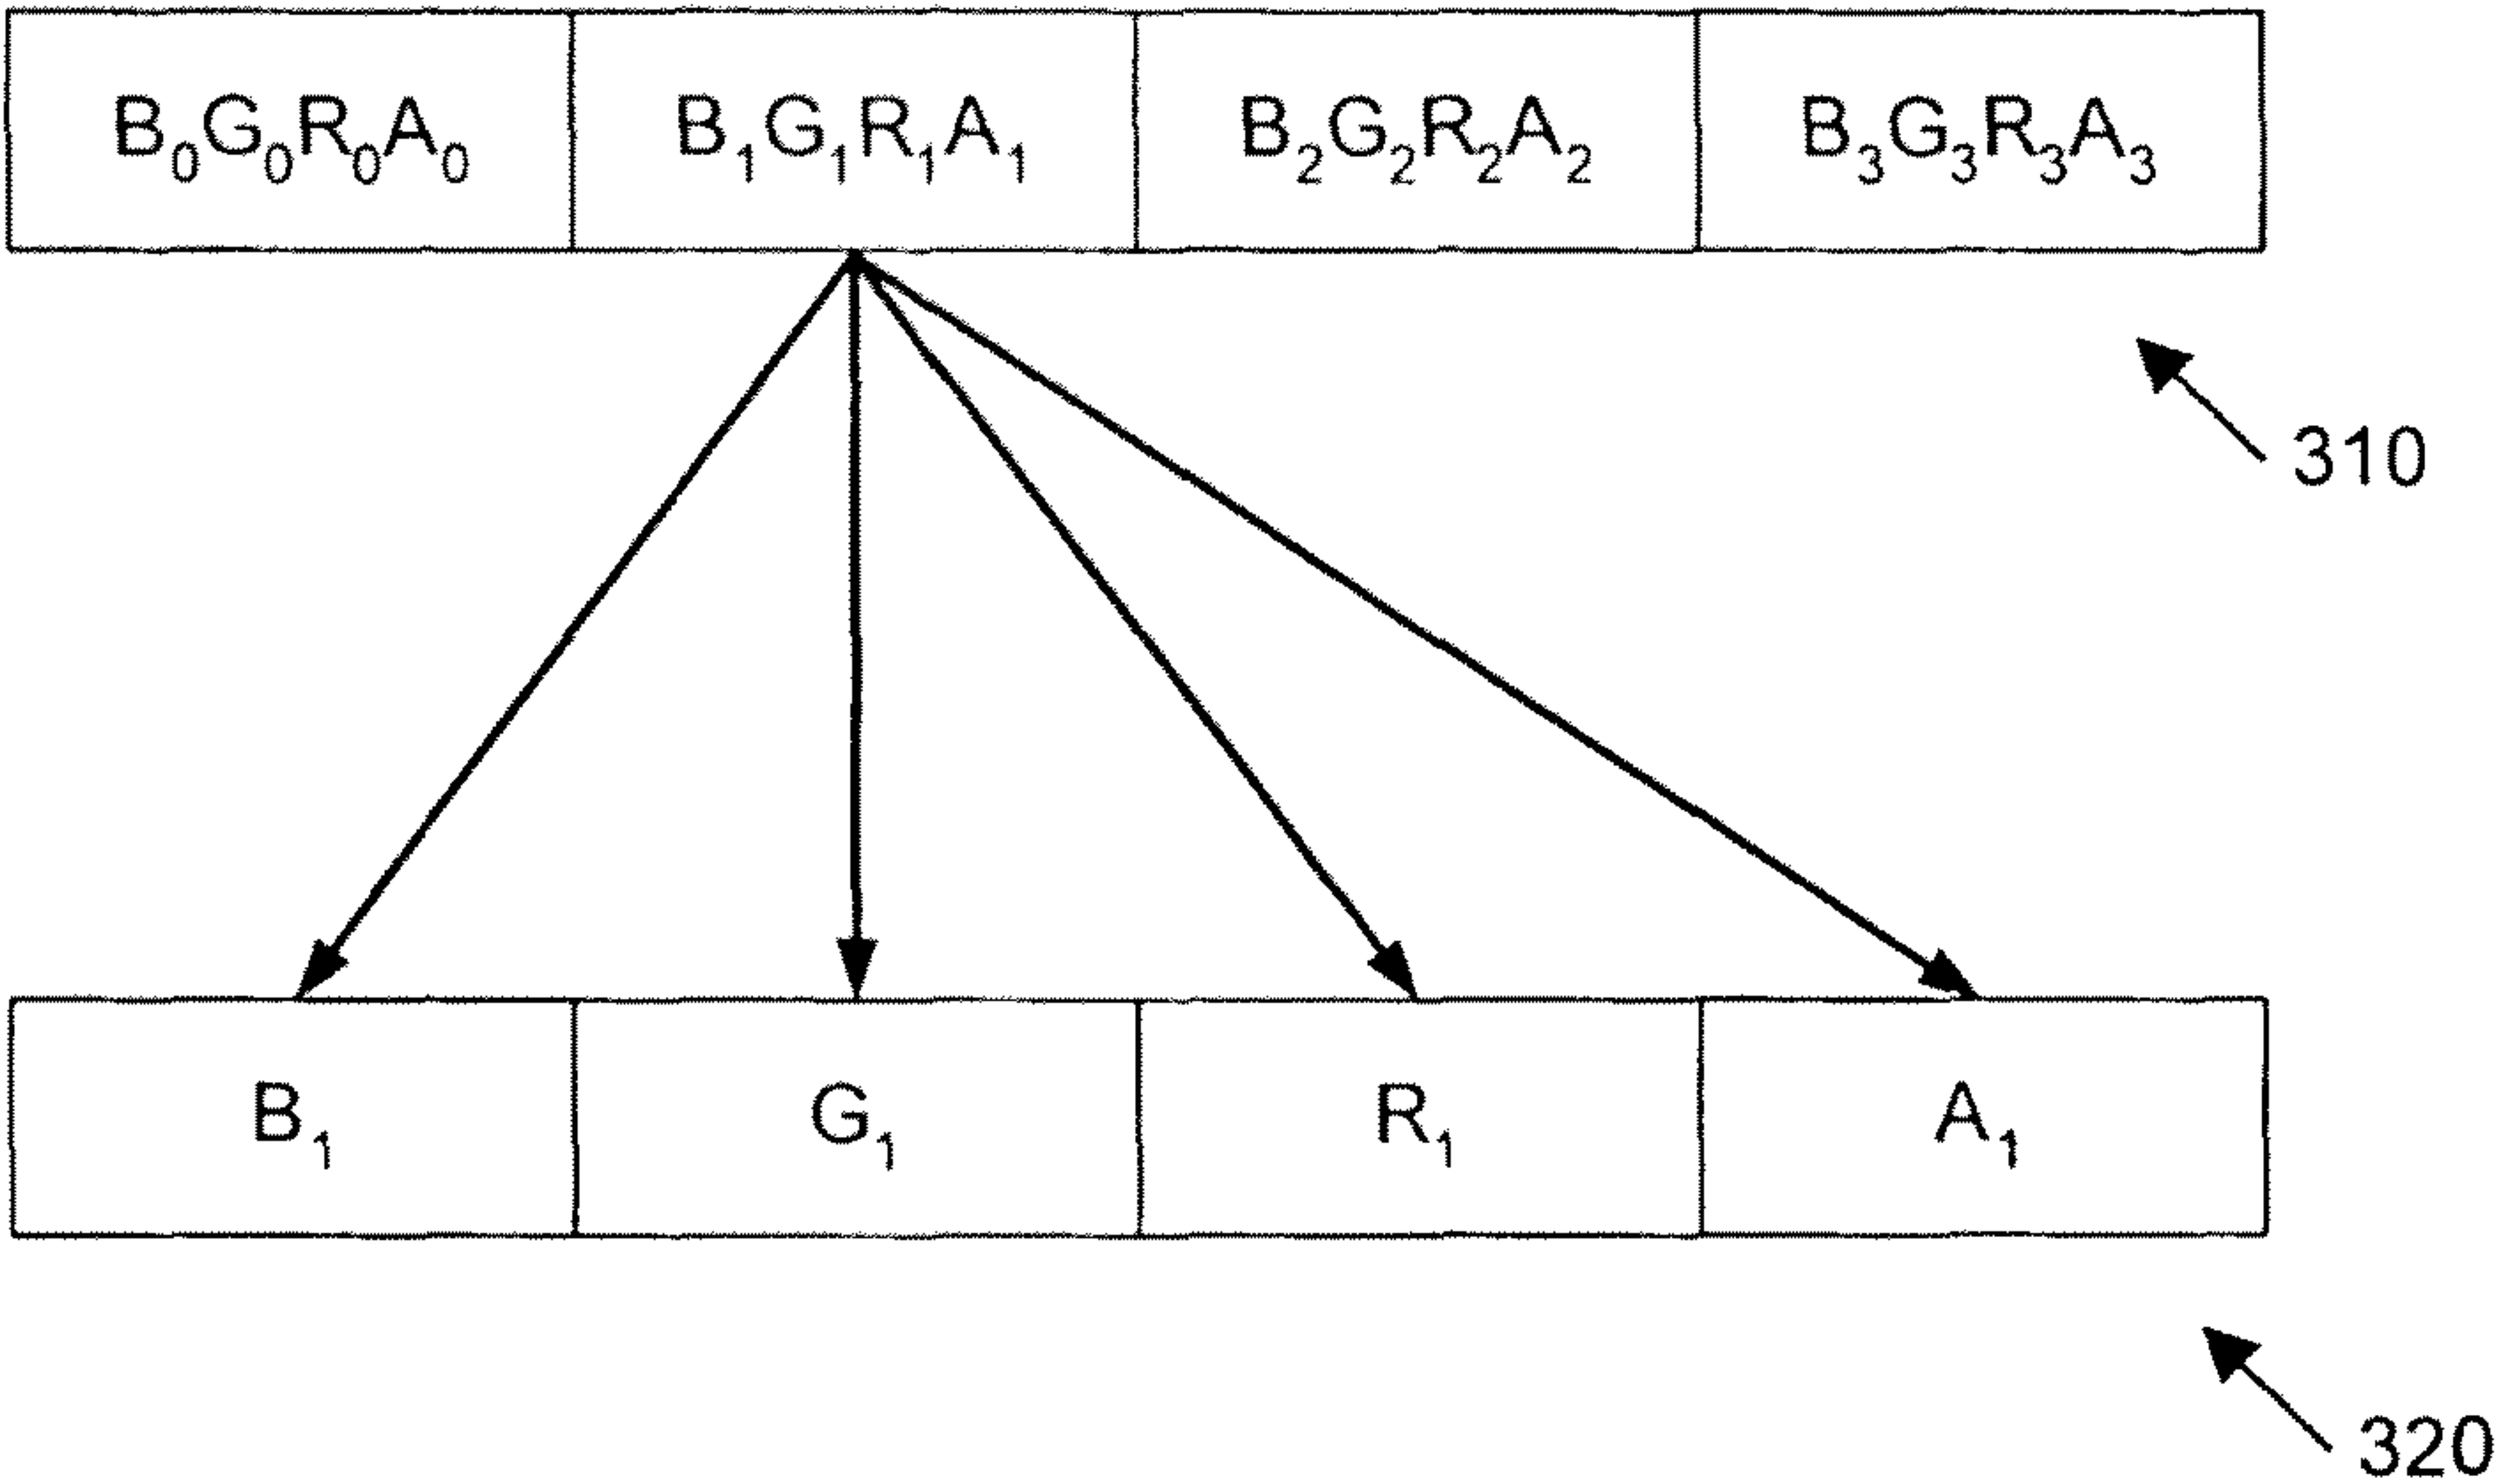 B₀G₀R₀A₀ B₁G₁R₁A₁ B₂G₂R₂A₂ B₃G₃R₃A₃
310
B₁ G₁ R₁ A₁
320